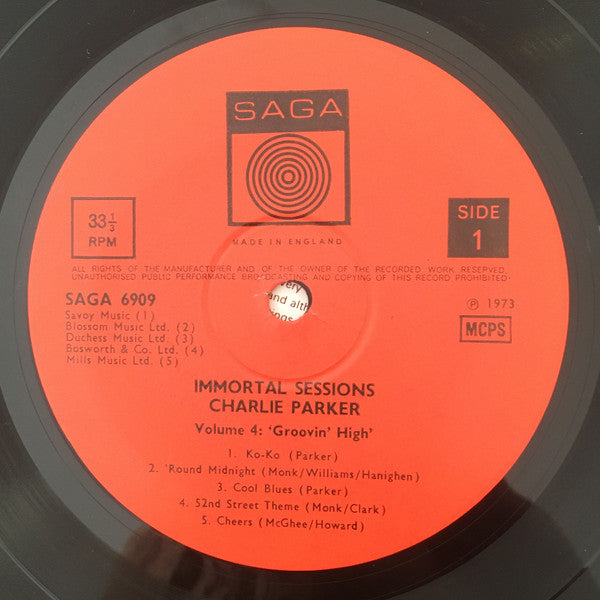 SAGA
33⅓
RPM
SIDE
1
MADE IN ENGLAND
ALL RIGHTS OF THE MANUFACTURER AND OF THE OWNER OF THE RECORDED WORK RESERVED
UNAUTHORISED PUBLIC PERFORMANCE BROADCASTING AND COPYING OF THIS RECORD PROHIBITED
very
and alth
SAGA 6909
℗ 1973
Savoy Music (1)
Blossom Music Ltd. (2)
Duchess Music Ltd. (3)
Bosworth & Co. Ltd. (4)
Mills Music Ltd. (5)
MCPS
IMMORTAL SESSIONS
CHARLIE PARKER
Volume 4: 'Groovin' High'
1. Ko-Ko (Parker)
2. 'Round Midnight (Monk/Williams/Hanighen)
3. Cool Blues (Parker)
4. 52nd Street Theme (Monk/Clark)
5. Cheers (McGhee/Howard)